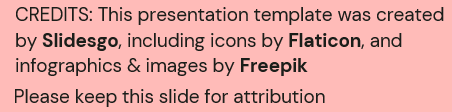 CREDITS: This presentation template was created
by Slidesgo, including icons by Flaticon, and
infographics & images by Freepik
Please keep this slide for attribution